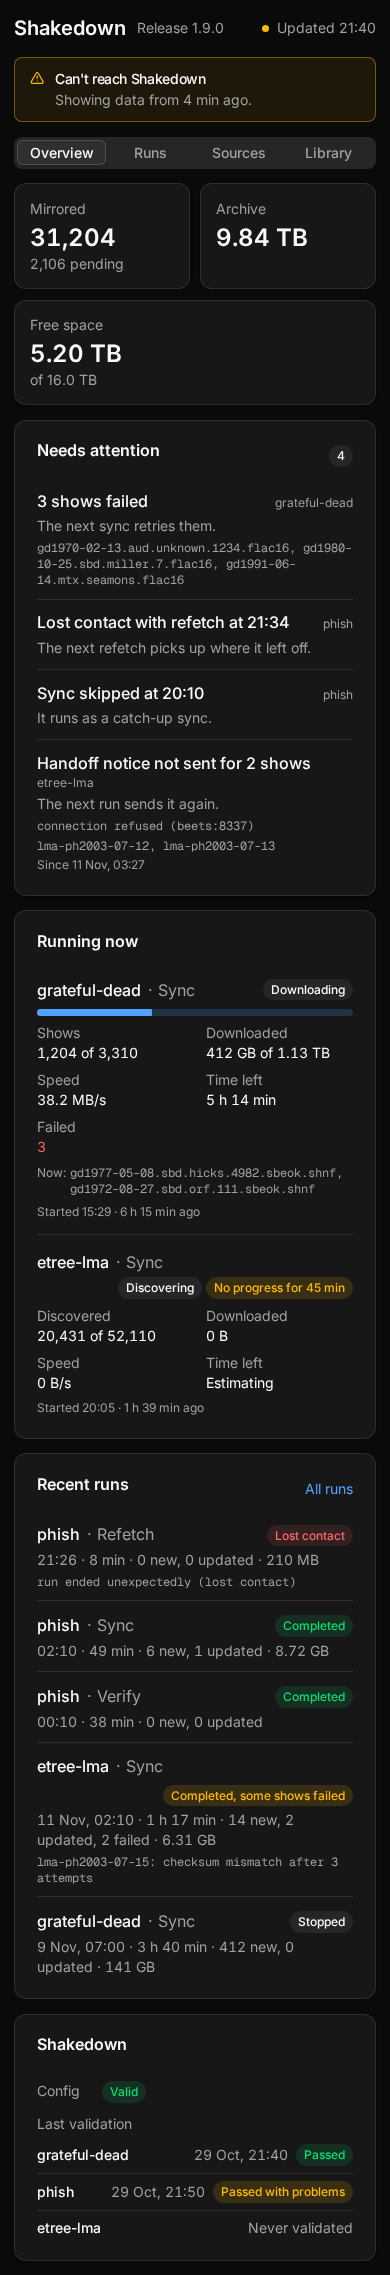 Shakedown Release 1.9.0 Updated 21:40
Can't reach Shakedown
Showing data from 4 min ago.
Overview Runs Sources Library
Mirrored
31,204
2,106 pending
Archive
9.84 TB
Free space
5.20 TB
of 16.0 TB
Needs attention 4
3 shows failed grateful-dead
The next sync retries them.
gd1970-02-13.aud.unknown.1234.flac16, gd1980-
10-25.sbd.miller.7.flac16, gd1991-06-
14.mtx.seamons.flac16
Lost contact with refetch at 21:34 phish
The next refetch picks up where it left off.
Sync skipped at 20:10 phish
It runs as a catch-up sync.
Handoff notice not sent for 2 shows
etree-lma
The next run sends it again.
connection refused (beets:8337)
lma-ph2003-07-12, lma-ph2003-07-13
Since 11 Nov, 03:27
Running now
grateful-dead · Sync Downloading
Shows Downloaded
1,204 of 3,310 412 GB of 1.13 TB
Speed Time left
38.2 MB/s 5 h 14 min
Failed
3
Now: gd1977-05-08.sbd.hicks.4982.sbeok.shnf,
gd1972-08-27.sbd.orf.111.sbeok.shnf
Started 15:29 · 6 h 15 min ago
etree-lma · Sync
Discovering No progress for 45 min
Discovered Downloaded
20,431 of 52,110 0 B
Speed Time left
0 B/s Estimating
Started 20:05 · 1 h 39 min ago
Recent runs All runs
phish · Refetch Lost contact
21:26 · 8 min · 0 new, 0 updated · 210 MB
run ended unexpectedly (lost contact)
phish · Sync Completed
02:10 · 49 min · 6 new, 1 updated · 8.72 GB
phish · Verify Completed
00:10 · 38 min · 0 new, 0 updated
etree-lma · Sync
Completed, some shows failed
11 Nov, 02:10 · 1 h 17 min · 14 new, 2
updated, 2 failed · 6.31 GB
lma-ph2003-07-15: checksum mismatch after 3
attempts
grateful-dead · Sync Stopped
9 Nov, 07:00 · 3 h 40 min · 412 new, 0
updated · 141 GB
Shakedown
Config Valid
Last validation
grateful-dead 29 Oct, 21:40 Passed
phish 29 Oct, 21:50 Passed with problems
etree-lma Never validated